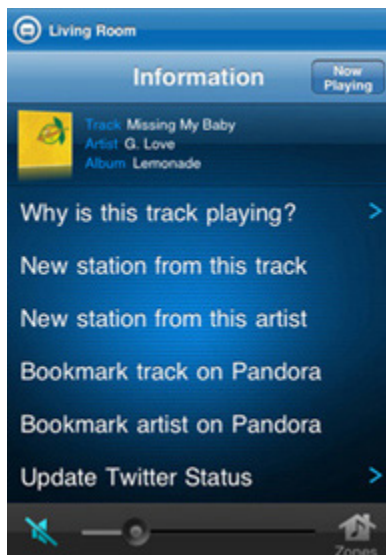 Living Room
Information
Now
Playing
Track Missing My Baby
Artist G. Love
Album Lemonade
Why is this track playing?
New station from this track
New station from this artist
Bookmark track on Pandora
Bookmark artist on Pandora
Update Twitter Status
Zones